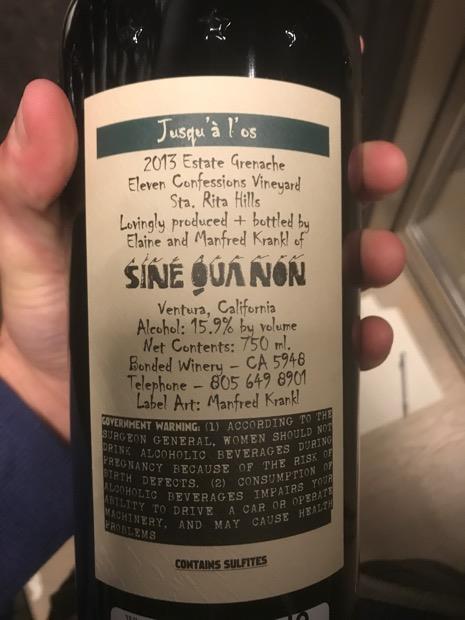 Jusqu'à l'os
2013 Estate Grenache
Eleven Confessions Vineyard
Sta. Rita Hills
Lovingly produced + bottled by
Elaine and Manfred Krankl of
SINE QUA NON
Ventura, California
Alcohol: 15.9% by volume
Net Contents: 750 ml.
Bonded Winery – CA 5948
Telephone – 805 649 8901
Label Art: Manfred Krankl
GOVERNMENT WARNING: (1) ACCORDING TO THE
SURGEON GENERAL, WOMEN SHOULD NOT
DRINK ALCOHOLIC BEVERAGES DURING
PREGNANCY BECAUSE OF THE RISK OF
BIRTH DEFECTS. (2) CONSUMPTION OF
ALCOHOLIC BEVERAGES IMPAIRS YOUR
ABILITY TO DRIVE A CAR OR OPERATE
MACHINERY, AND MAY CAUSE HEALTH
PROBLEMS
CONTAINS SULFITES